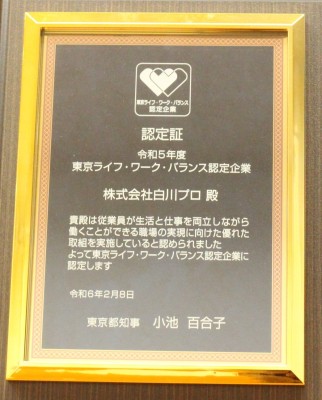 東京ライフ・ワーク・バランス
認定企業
認定証
令和5年度
東京ライフ・ワーク・バランス認定企業
株式会社白川プロ 殿
貴殿は従業員が生活と仕事を両立しながら
働くことができる職場の実現に向けた優れた
取組を実施していると認められました
よって東京ライフ・ワーク・バランス認定企業に
認定します
令和6年2月8日
東京都知事 小池 百合子